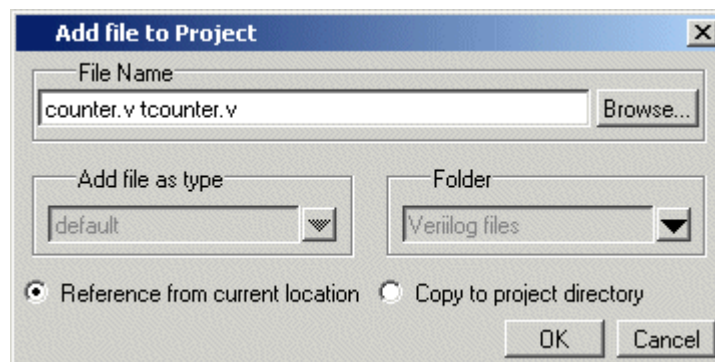 Add file to Project
File Name
counter.v tcounter.v Browse...
Add file as type Folder
default Veriilog files
Reference from current location Copy to project directory
OK Cancel